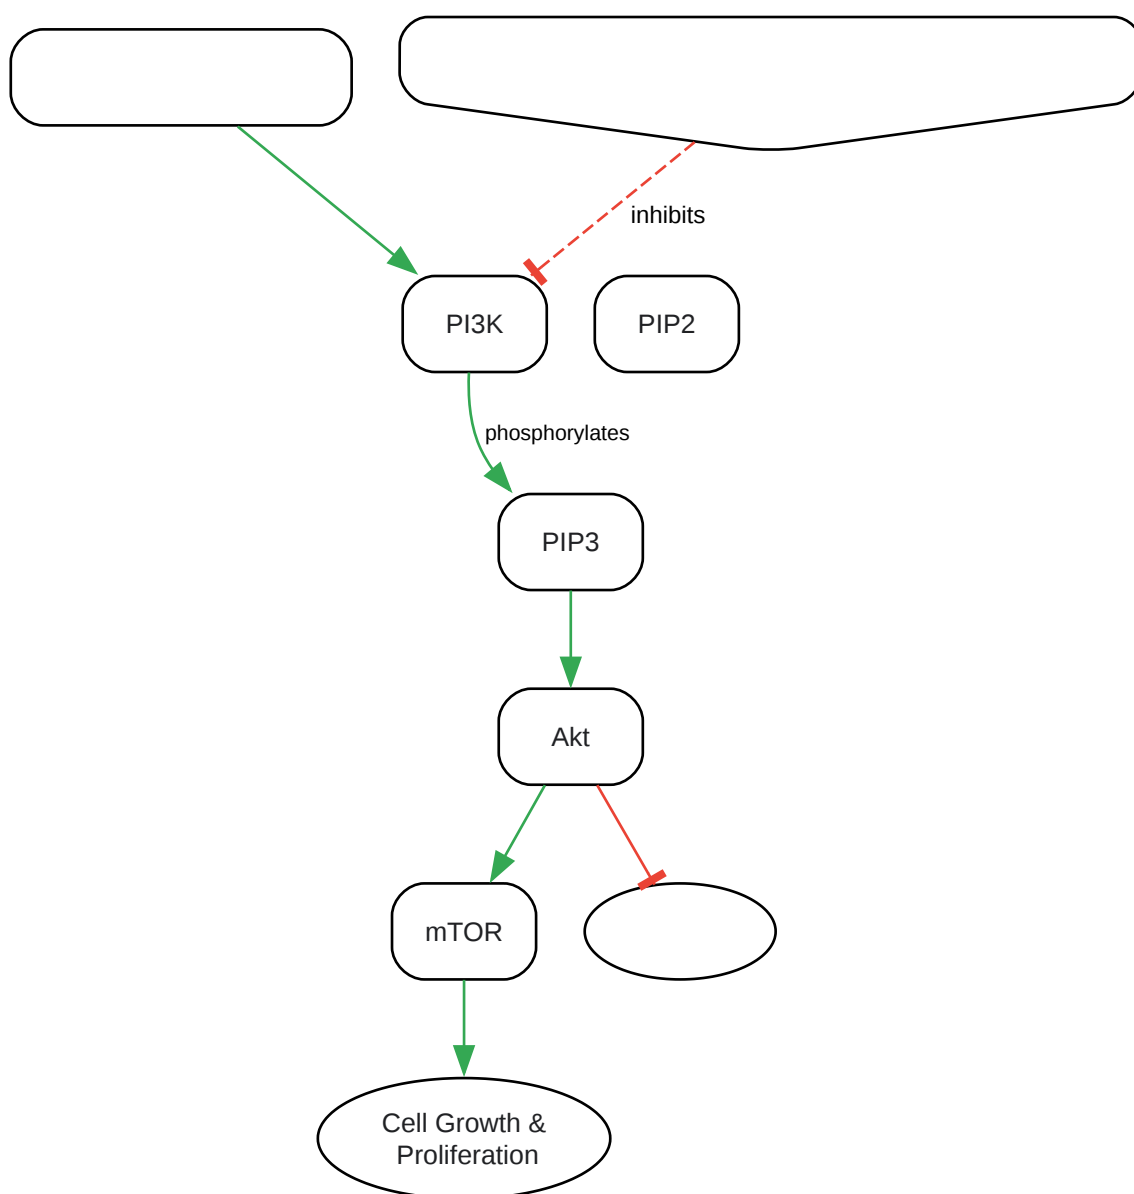 inhibits
PI3K
PIP2
phosphorylates
PIP3
Akt
mTOR
Cell Growth &
Proliferation